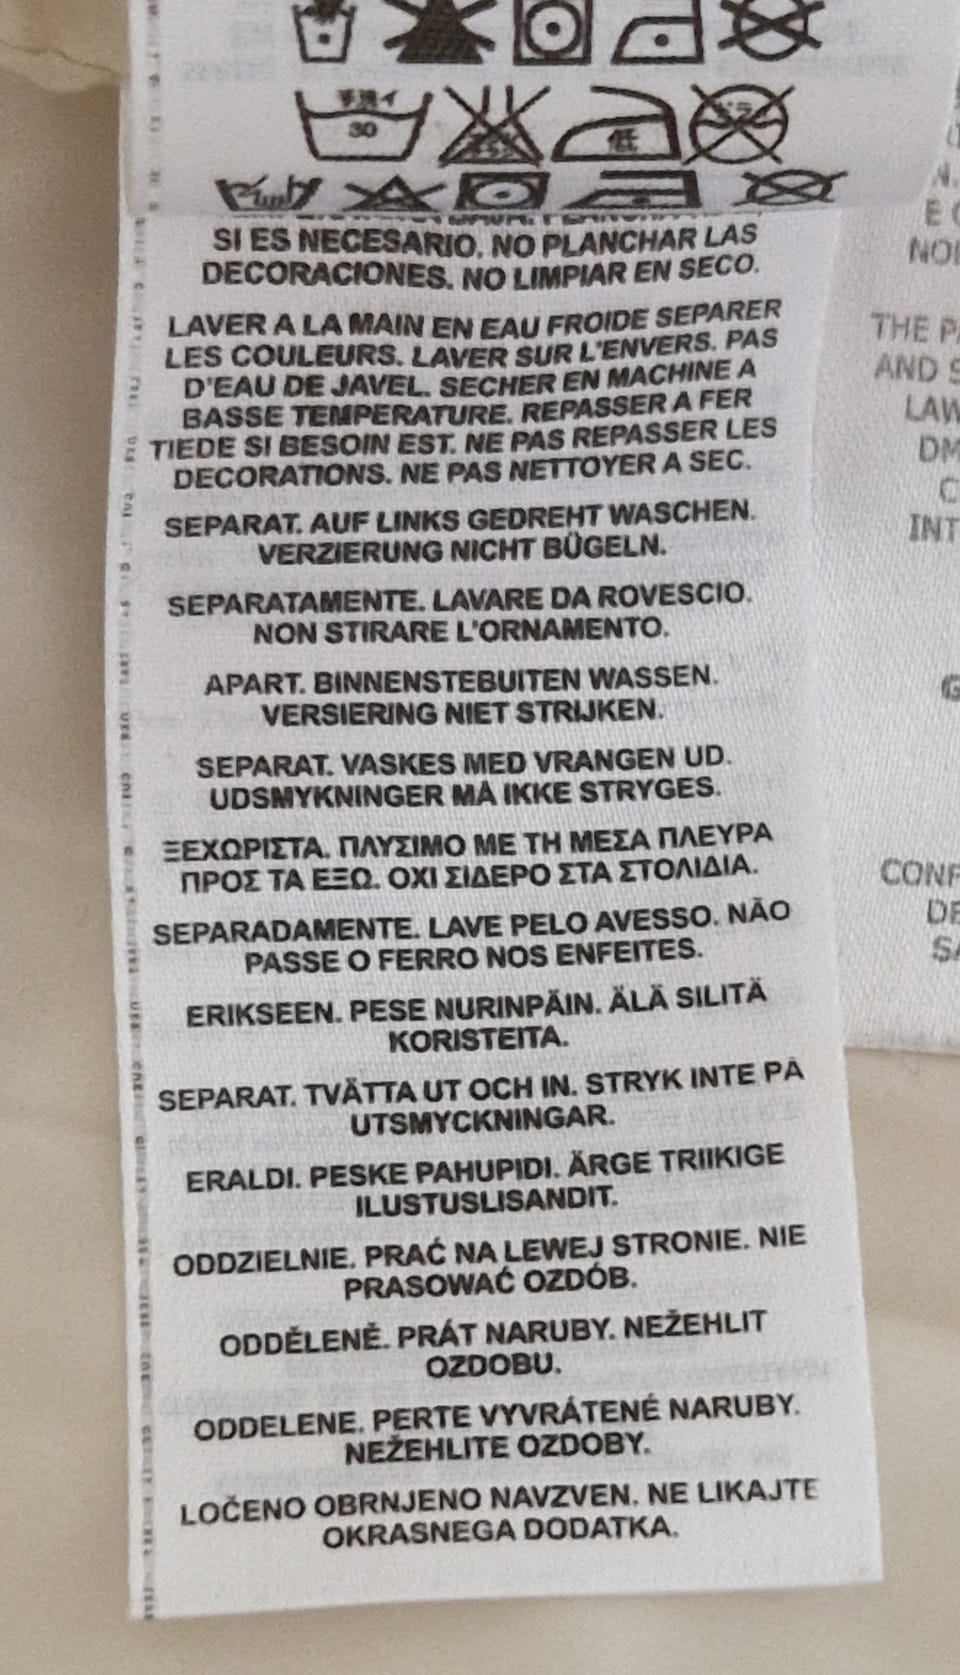 手洗イ
30
低
SI ES NECESARIO. NO PLANCHAR LAS
DECORACIONES. NO LIMPIAR EN SECO.
LAVER A LA MAIN EN EAU FROIDE SEPARER
LES COULEURS. LAVER SUR L'ENVERS. PAS
D'EAU DE JAVEL. SECHER EN MACHINE A
BASSE TEMPERATURE. REPASSER A FER
TIEDE SI BESOIN EST. NE PAS REPASSER LES
DECORATIONS. NE PAS NETTOYER A SEC.
SEPARAT. AUF LINKS GEDREHT WASCHEN.
VERZIERUNG NICHT BÜGELN.
SEPARATAMENTE. LAVARE DA ROVESCIO.
NON STIRARE L'ORNAMENTO.
APART. BINNENSTEBUITEN WASSEN.
VERSIERING NIET STRIJKEN.
SEPARAT. VASKES MED VRANGEN UD.
UDSMYKNINGER MÅ IKKE STRYGES.
ΞΕΧΩΡΙΣΤΑ. ΠΛΥΣΙΜΟ ΜΕ ΤΗ ΜΕΣΑ ΠΛΕΥΡΑ
ΠΡΟΣ ΤΑ ΕΞΩ. ΟΧΙ ΣΙΔΕΡΟ ΣΤΑ ΣΤΟΛΙΔΙΑ.
SEPARADAMENTE. LAVE PELO AVESSO. NÃO
PASSE O FERRO NOS ENFEITES.
ERIKSEEN. PESE NURINPÄIN. ÄLÄ SILITÄ
KORISTEITA.
SEPARAT. TVÄTTA UT OCH IN. STRYK INTE PÅ
UTSMYCKNINGAR.
ERALDI. PESKE PAHUPIDI. ÄRGE TRIIKIGE
ILUSTUSLISANDIT.
ODDZIELNIE. PRAĆ NA LEWEJ STRONIE. NIE
PRASOWAĆ OZDÓB.
ODDĚLENĚ. PRÁT NARUBY. NEŽEHLIT
OZDOBU.
ODDELENE. PERTE VYVRÁTENÉ NARUBY.
NEŽEHLITE OZDOBY.
LOČENO OBRNJENO NAVZVEN. NE LIKAJTE
OKRASNEGA DODATKA.
THE
AND